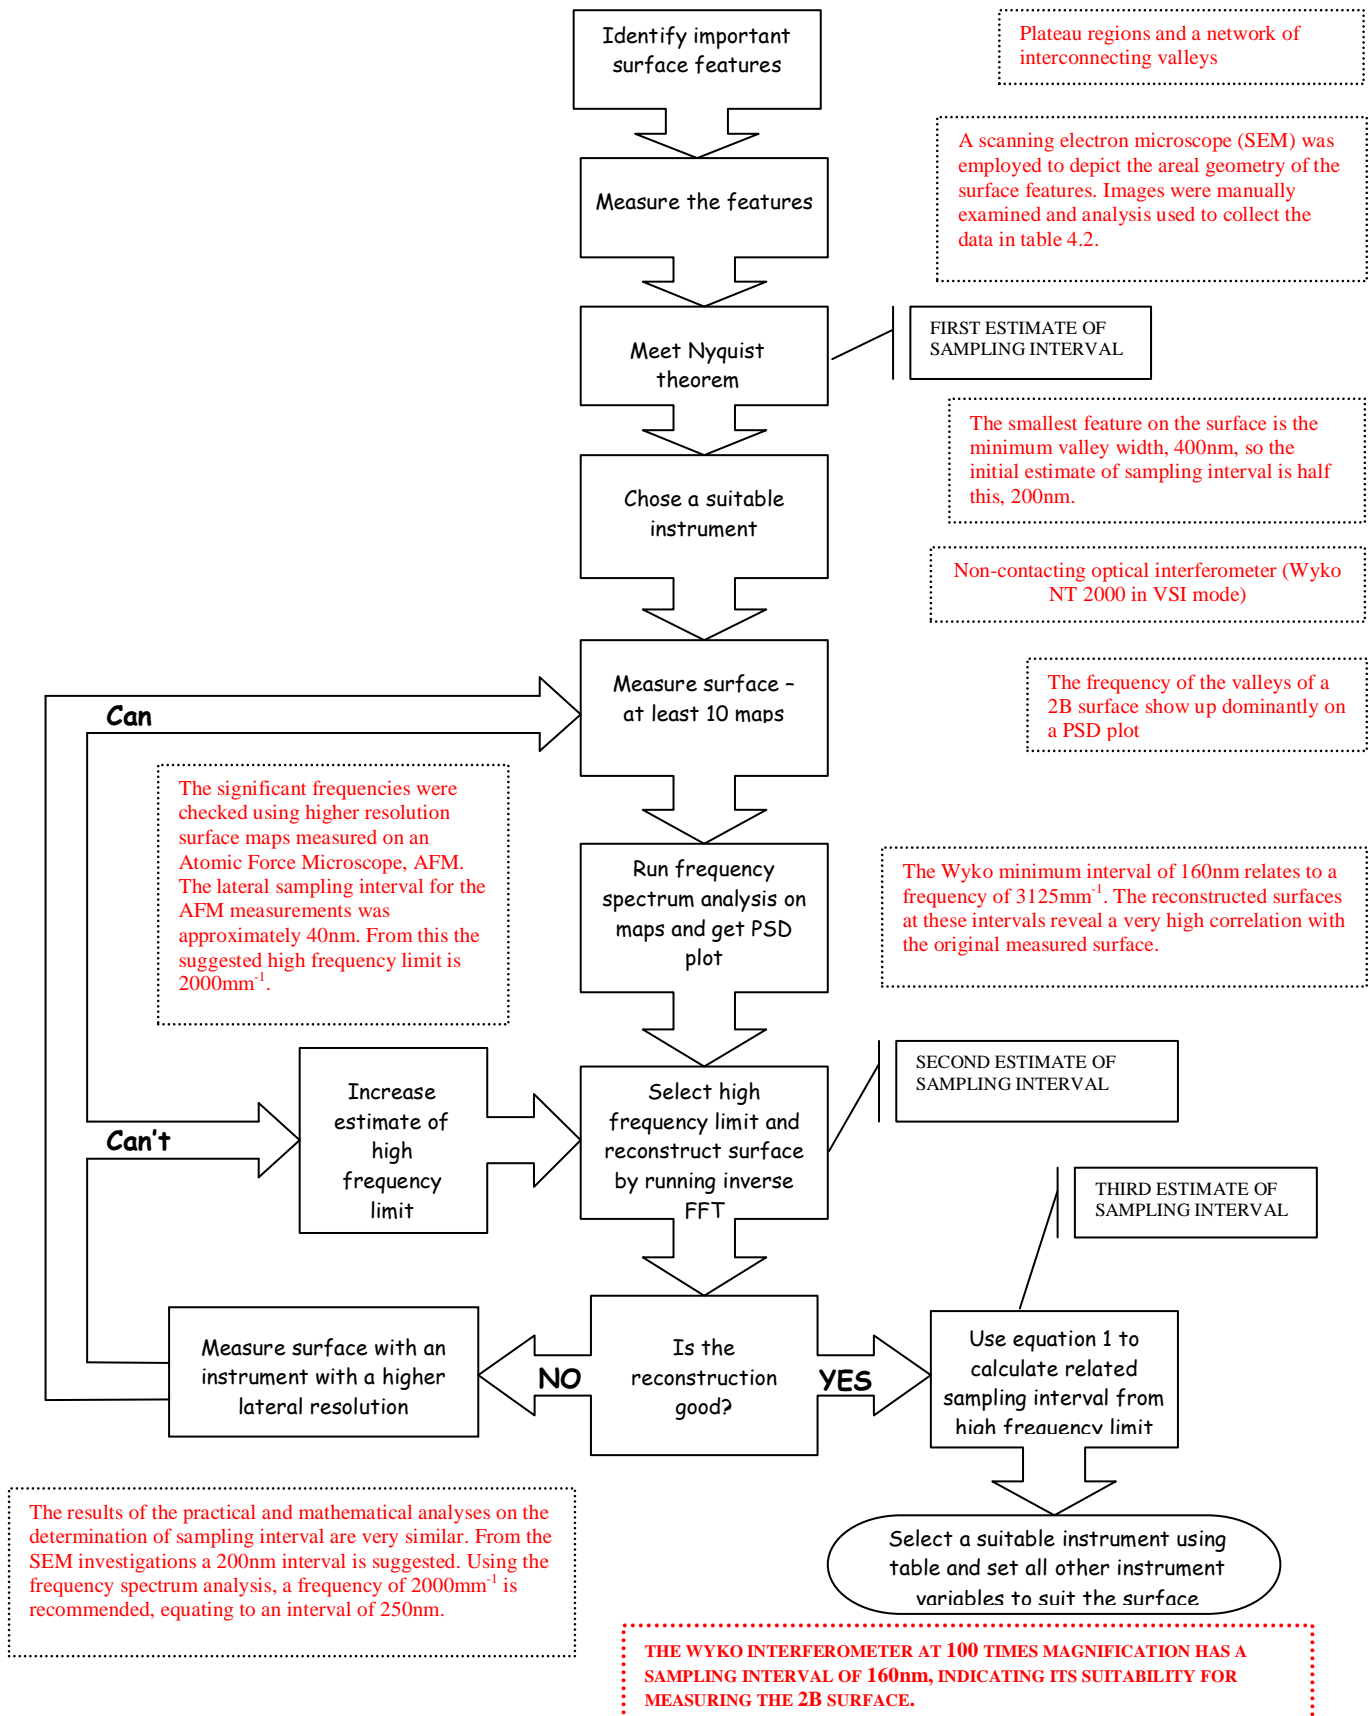 Identify important
surface features
Plateau regions and a network of
interconnecting valleys
Measure the features
A scanning electron microscope (SEM) was
employed to depict the areal geometry of the
surface features. Images were manually
examined and analysis used to collect the
data in table 4.2.
Meet Nyquist
theorem
FIRST ESTIMATE OF
SAMPLING INTERVAL
The smallest feature on the surface is the
minimum valley width, 400nm, so the
initial estimate of sampling interval is half
this, 200nm.
Chose a suitable
instrument
Non-contacting optical interferometer (Wyko
NT 2000 in VSI mode)
Measure surface –
at least 10 maps
The frequency of the valleys of a
2B surface show up dominantly on
a PSD plot
Can
The significant frequencies were
checked using higher resolution
surface maps measured on an
Atomic Force Microscope, AFM.
The lateral sampling interval for the
AFM measurements was
approximately 40nm. From this the
suggested high frequency limit is
2000mm⁻¹.
Run frequency
spectrum analysis on
maps and get PSD
plot
The Wyko minimum interval of 160nm relates to a
frequency of 3125mm⁻¹. The reconstructed surfaces
at these intervals reveal a very high correlation with
the original measured surface.
Can't
Increase
estimate of
high
frequency
limit
Select high
frequency limit and
reconstruct surface
by running inverse
FFT
SECOND ESTIMATE OF
SAMPLING INTERVAL
THIRD ESTIMATE OF
SAMPLING INTERVAL
Measure surface with an
instrument with a higher
lateral resolution
NO
Is the
reconstruction
good?
YES
Use equation 1 to
calculate related
sampling interval from
high frequency limit
The results of the practical and mathematical analyses on the
determination of sampling interval are very similar. From the
SEM investigations a 200nm interval is suggested. Using the
frequency spectrum analysis, a frequency of 2000mm⁻¹ is
recommended, equating to an interval of 250nm.
Select a suitable instrument using
table and set all other instrument
variables to suit the surface
THE WYKO INTERFEROMETER AT 100 TIMES MAGNIFICATION HAS A
SAMPLING INTERVAL OF 160nm, INDICATING ITS SUITABILITY FOR
MEASURING THE 2B SURFACE.